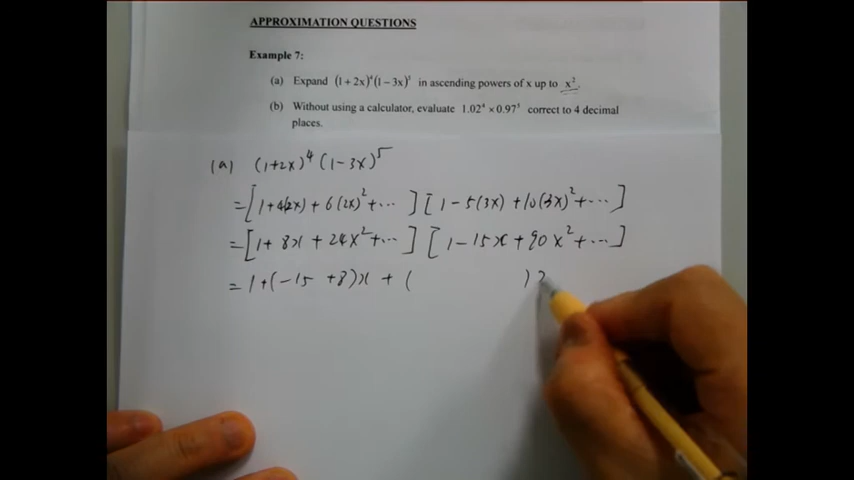 APPROXIMATION QUESTIONS
Example 7:
(a) Expand (1+2x)⁴(1−3x)⁵ in ascending powers of x up to x².
(b) Without using a calculator, evaluate 1.02⁴ × 0.97⁵ correct to 4 decimal
places.
(a) (1+2x)⁴ (1−3x)⁵
= [1+4(2x) + 6(2x)² + ... ] [1 − 5(3x) + 10(3x)² + ... ]
= [1 + 8x + 24x² + ... ] [1 − 15x + 90x² + ... ]
= 1 + (−15 + 8)x + ( )